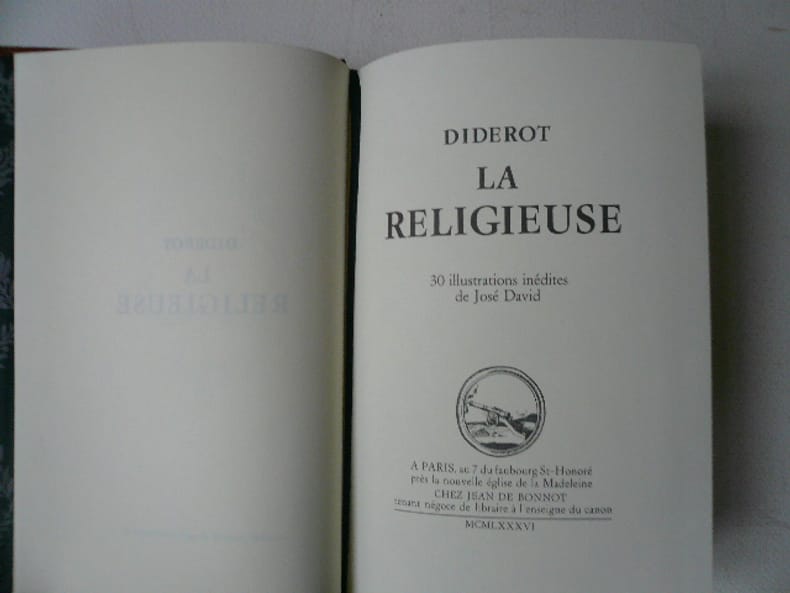 DIDEROT
LA
RELIGIEUSE
30 illustrations inédites
de José David
A PARIS, au 7 du faubourg St-Honoré
près la nouvelle église de la Madeleine
CHEZ JEAN DE BONNOT
tenant négoce de libraire à l'enseigne du canon
MCMLXXXVI